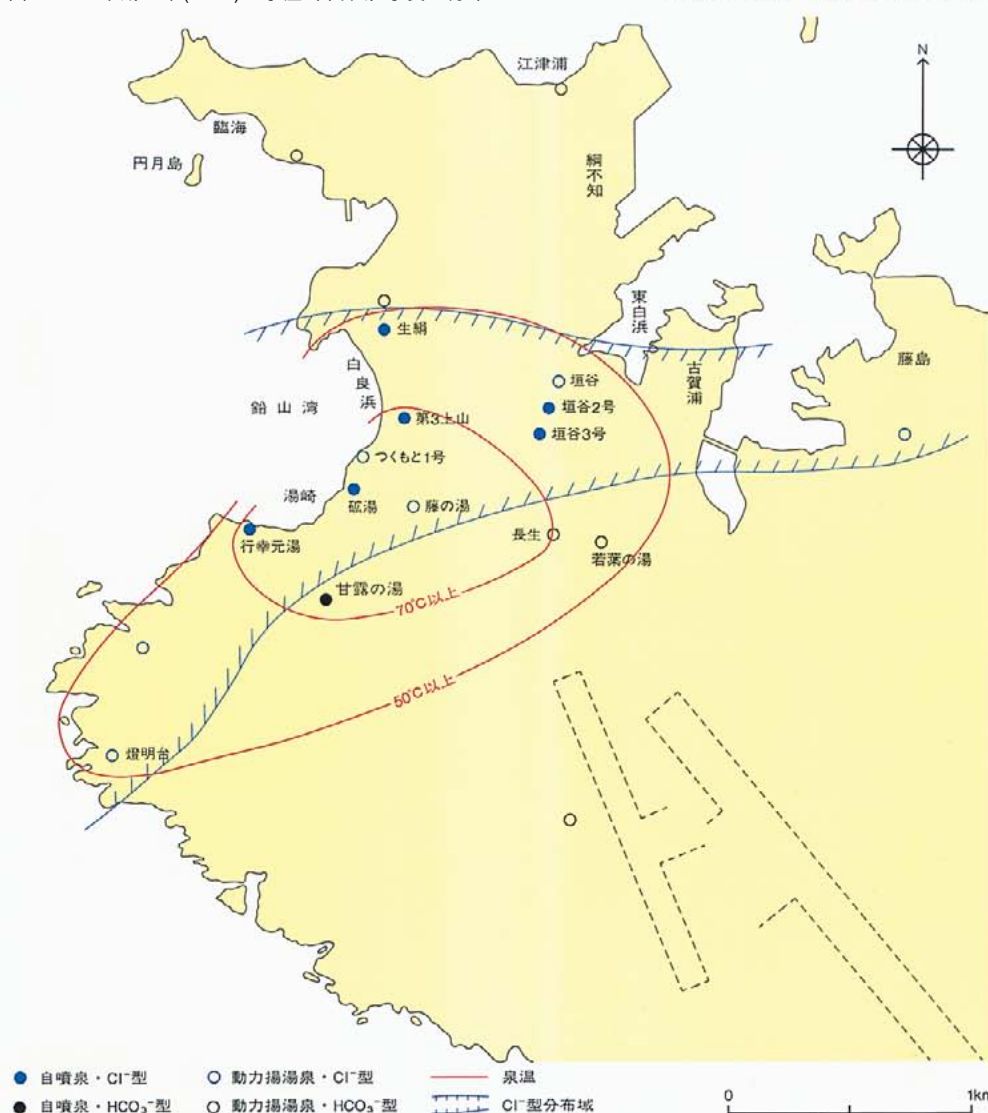 N
江津浦
臨海
円月島
綱不知
生絹
東白浜
白良浜
垣谷
古賀浦
藤島
鉛山湾
第3土山
垣谷2号
垣谷3号
つくもと1号
湯崎
砿湯
藤の湯
行幸元湯
長生
若葉の湯
甘露の湯
70℃以上
50℃以上
燈明台
自噴泉・Cl⁻型
動力揚湯泉・Cl⁻型
泉温
自噴泉・HCO₃⁻型
動力揚湯泉・HCO₃⁻型
Cl⁻型分布域
0
1km